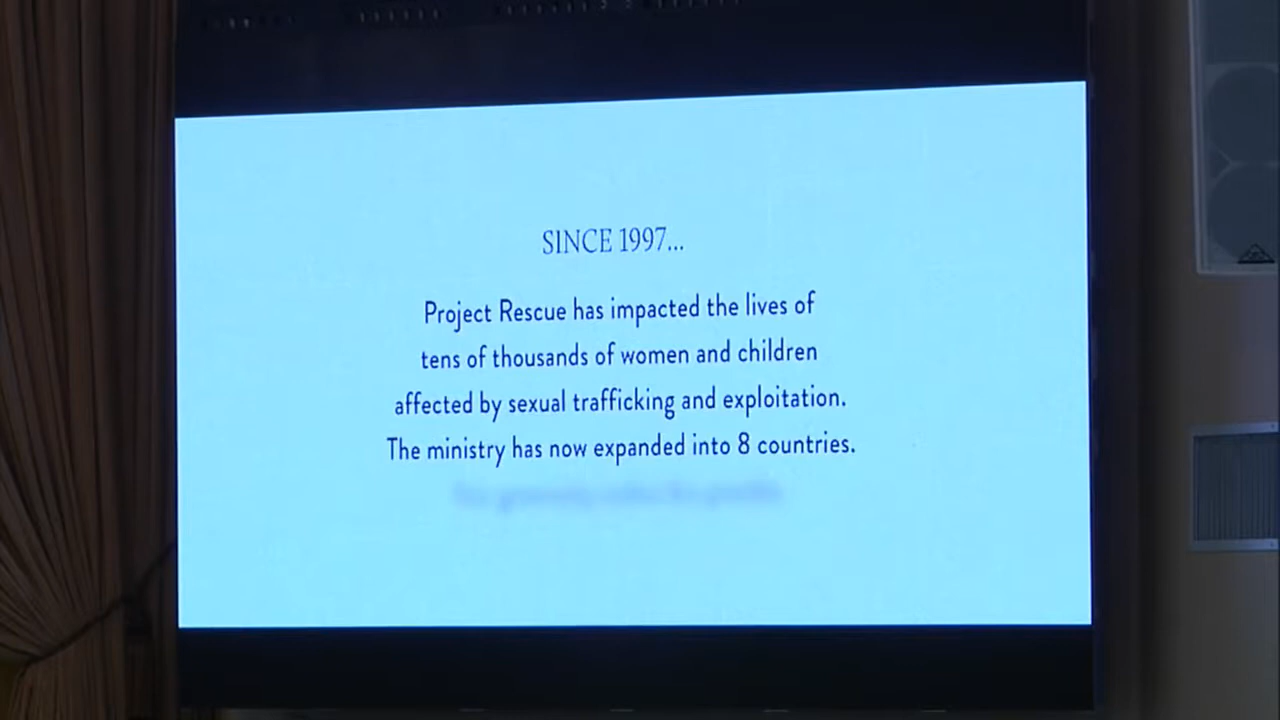 SINCE 1997...
Project Rescue has impacted the lives of
tens of thousands of women and children
affected by sexual trafficking and exploitation.
The ministry has now expanded into 8 countries.